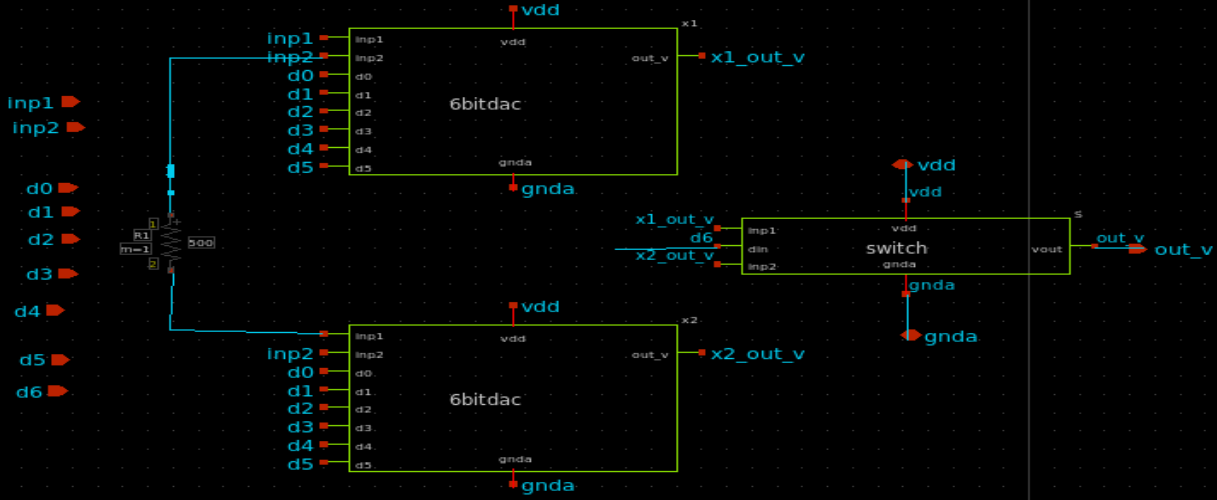 vdd
x1
inp1
inp1
vdd
inp2
inp2
out_v
x1_out_v
d0
d0
d1
d1
6bitdac
d2
d2
d3
d3
d4
d4
gnda
d5
d5
gnda
inp1
inp2
d0
d1
d2
d3
d4
d5
d6
1
R1
m=1
2
500
vdd
vdd
s
x1_out_v
inp1
vdd
d6
din
switch
vout
out_v
out_v
x2_out_v
inp2
gnda
gnda
gnda
vdd
x2
inp1
vdd
inp2
inp2
out_v
x2_out_v
d0
d0
d1
d1
6bitdac
d2
d2
d3
d3
d4
d4
gnda
d5
d5
gnda